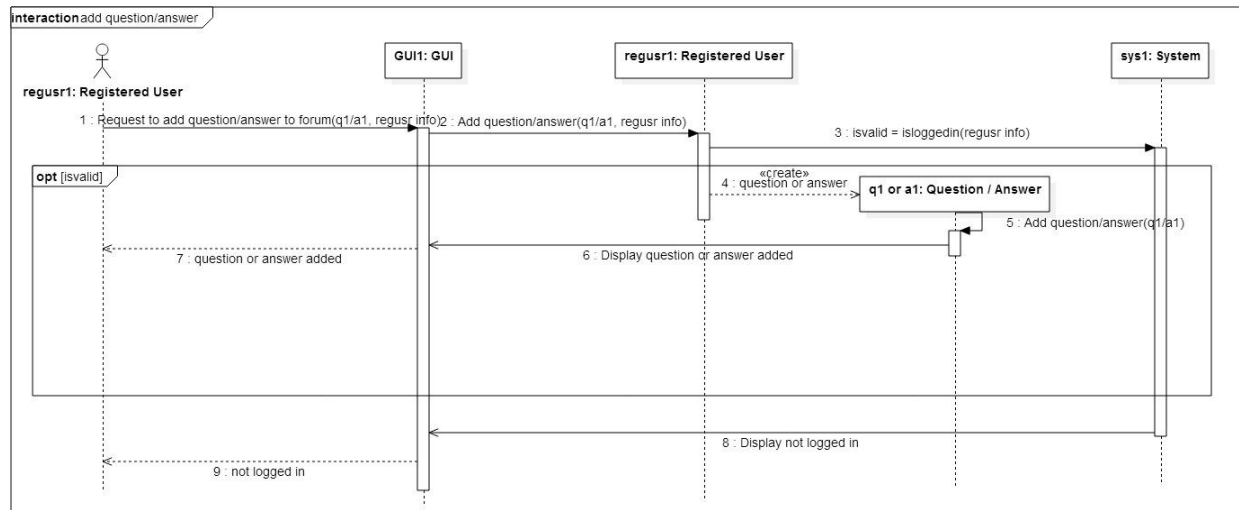 interaction add question/answer
GUI1: GUI
regusr1: Registered User
sys1: System
regusr1: Registered User
1 : Request to add question/answer to forum(q1/a1, regusr info)
2 : Add question/answer(q1/a1, regusr info)
3 : isvalid = isloggedin(regusr info)
opt [isvalid]
«create»
4 : question or answer
q1 or a1: Question / Answer
5 : Add question/answer(q1/a1)
6 : Display question or answer added
7 : question or answer added
8 : Display not logged in
9 : not logged in